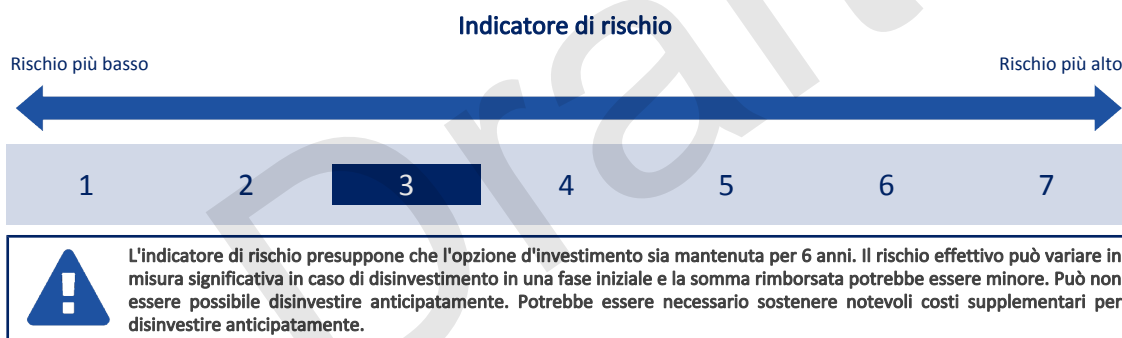 Indicatore di rischio
Rischio più basso
Rischio più alto
1 2 3 4 5 6 7
L'indicatore di rischio presuppone che l'opzione d'investimento sia mantenuta per 6 anni. Il rischio effettivo può variare in
misura significativa in caso di disinvestimento in una fase iniziale e la somma rimborsata potrebbe essere minore. Può non
essere possibile disinvestire anticipatamente. Potrebbe essere necessario sostenere notevoli costi supplementari per
disinvestire anticipatamente.
Draft